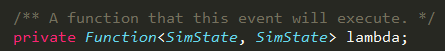 /** A function that this event will execute. */
private Function<SimState, SimState> lambda;